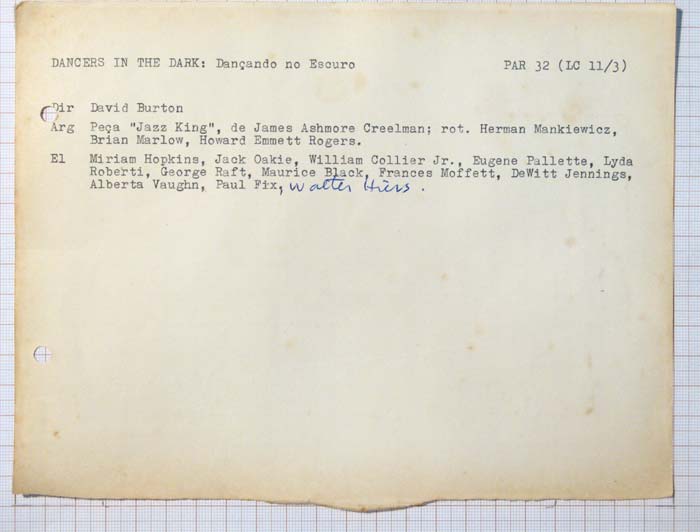 DANCERS IN THE DARK: Dançando no Escuro PAR 32 (LC 11/3)
Dir David Burton
Arg Peça "Jazz King", de James Ashmore Creelman; rot. Herman Mankiewicz,
Brian Marlow, Howard Emmett Rogers.
El Miriam Hopkins, Jack Oakie, William Collier Jr., Eugene Pallette, Lyda
Roberti, George Raft, Maurice Black, Frances Moffett, DeWitt Jennings,
Alberta Vaughn, Paul Fix, Walter Hiers.